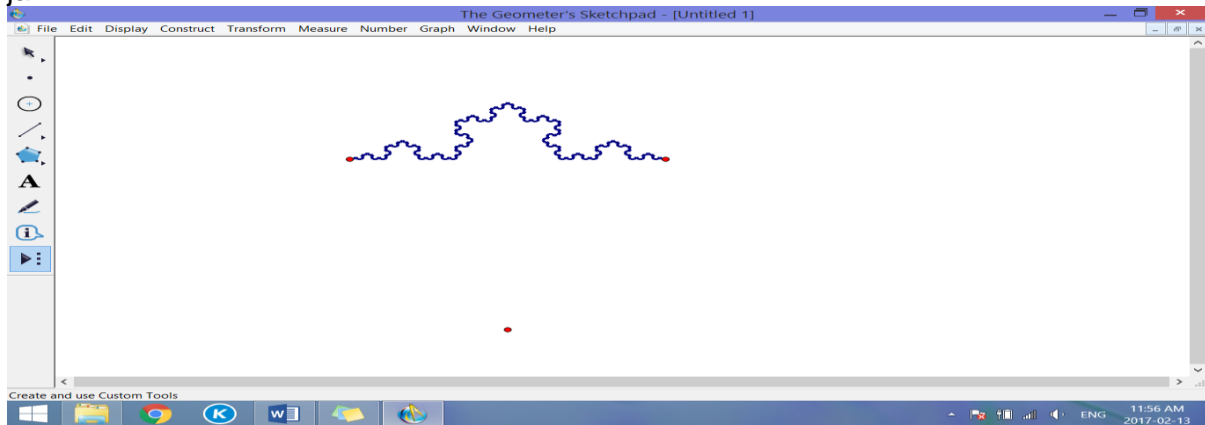 The Geometer's Sketchpad - [Untitled 1]
File Edit Display Construct Transform Measure Number Graph Window Help
A
i
Create and use Custom Tools
K
W
ENG
11:56 AM
2017-02-13